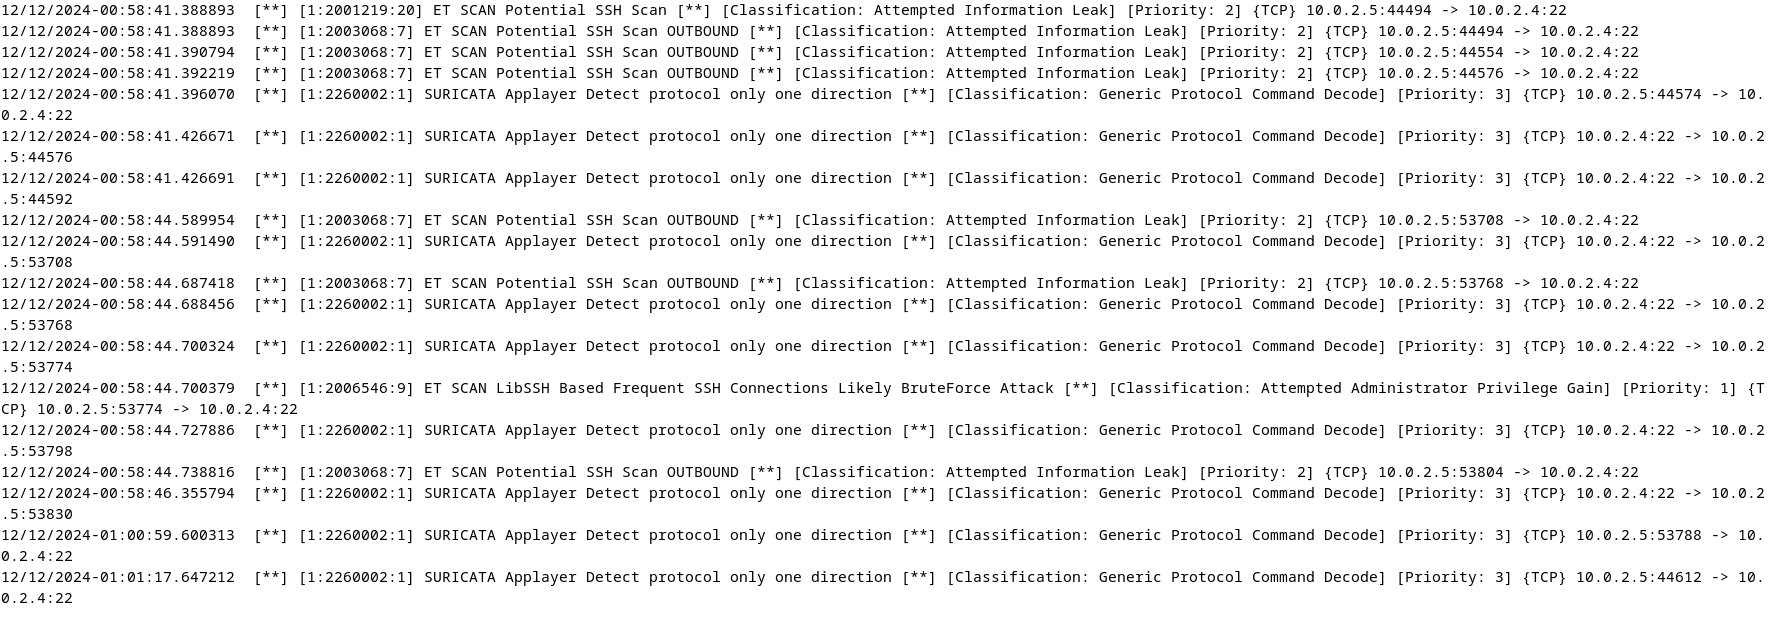 12/12/2024-00:58:41.388893  [**] [1:2001219:20] ET SCAN Potential SSH Scan [**] [Classification: Attempted Information Leak] [Priority: 2] {TCP} 10.0.2.5:44494 -> 10.0.2.4:22
12/12/2024-00:58:41.388893  [**] [1:2003068:7] ET SCAN Potential SSH Scan OUTBOUND [**] [Classification: Attempted Information Leak] [Priority: 2] {TCP} 10.0.2.5:44494 -> 10.0.2.4:22
12/12/2024-00:58:41.390794  [**] [1:2003068:7] ET SCAN Potential SSH Scan OUTBOUND [**] [Classification: Attempted Information Leak] [Priority: 2] {TCP} 10.0.2.5:44554 -> 10.0.2.4:22
12/12/2024-00:58:41.392219  [**] [1:2003068:7] ET SCAN Potential SSH Scan OUTBOUND [**] [Classification: Attempted Information Leak] [Priority: 2] {TCP} 10.0.2.5:44576 -> 10.0.2.4:22
12/12/2024-00:58:41.396070  [**] [1:2260002:1] SURICATA Applayer Detect protocol only one direction [**] [Classification: Generic Protocol Command Decode] [Priority: 3] {TCP} 10.0.2.5:44574 -> 10.
0.2.4:22
12/12/2024-00:58:41.426671  [**] [1:2260002:1] SURICATA Applayer Detect protocol only one direction [**] [Classification: Generic Protocol Command Decode] [Priority: 3] {TCP} 10.0.2.4:22 -> 10.0.2
.5:44576
12/12/2024-00:58:41.426691  [**] [1:2260002:1] SURICATA Applayer Detect protocol only one direction [**] [Classification: Generic Protocol Command Decode] [Priority: 3] {TCP} 10.0.2.4:22 -> 10.0.2
.5:44592
12/12/2024-00:58:44.589954  [**] [1:2003068:7] ET SCAN Potential SSH Scan OUTBOUND [**] [Classification: Attempted Information Leak] [Priority: 2] {TCP} 10.0.2.5:53708 -> 10.0.2.4:22
12/12/2024-00:58:44.591490  [**] [1:2260002:1] SURICATA Applayer Detect protocol only one direction [**] [Classification: Generic Protocol Command Decode] [Priority: 3] {TCP} 10.0.2.4:22 -> 10.0.2
.5:53708
12/12/2024-00:58:44.687418  [**] [1:2003068:7] ET SCAN Potential SSH Scan OUTBOUND [**] [Classification: Attempted Information Leak] [Priority: 2] {TCP} 10.0.2.5:53768 -> 10.0.2.4:22
12/12/2024-00:58:44.688456  [**] [1:2260002:1] SURICATA Applayer Detect protocol only one direction [**] [Classification: Generic Protocol Command Decode] [Priority: 3] {TCP} 10.0.2.4:22 -> 10.0.2
.5:53768
12/12/2024-00:58:44.700324  [**] [1:2260002:1] SURICATA Applayer Detect protocol only one direction [**] [Classification: Generic Protocol Command Decode] [Priority: 3] {TCP} 10.0.2.4:22 -> 10.0.2
.5:53774
12/12/2024-00:58:44.700379  [**] [1:2006546:9] ET SCAN LibSSH Based Frequent SSH Connections Likely BruteForce Attack [**] [Classification: Attempted Administrator Privilege Gain] [Priority: 1] {T
CP} 10.0.2.5:53774 -> 10.0.2.4:22
12/12/2024-00:58:44.727886  [**] [1:2260002:1] SURICATA Applayer Detect protocol only one direction [**] [Classification: Generic Protocol Command Decode] [Priority: 3] {TCP} 10.0.2.4:22 -> 10.0.2
.5:53798
12/12/2024-00:58:44.738816  [**] [1:2003068:7] ET SCAN Potential SSH Scan OUTBOUND [**] [Classification: Attempted Information Leak] [Priority: 2] {TCP} 10.0.2.5:53804 -> 10.0.2.4:22
12/12/2024-00:58:46.355794  [**] [1:2260002:1] SURICATA Applayer Detect protocol only one direction [**] [Classification: Generic Protocol Command Decode] [Priority: 3] {TCP} 10.0.2.4:22 -> 10.0.2
.5:53830
12/12/2024-01:00:59.600313  [**] [1:2260002:1] SURICATA Applayer Detect protocol only one direction [**] [Classification: Generic Protocol Command Decode] [Priority: 3] {TCP} 10.0.2.5:53788 -> 10.
0.2.4:22
12/12/2024-01:01:17.647212  [**] [1:2260002:1] SURICATA Applayer Detect protocol only one direction [**] [Classification: Generic Protocol Command Decode] [Priority: 3] {TCP} 10.0.2.5:44612 -> 10.
0.2.4:22